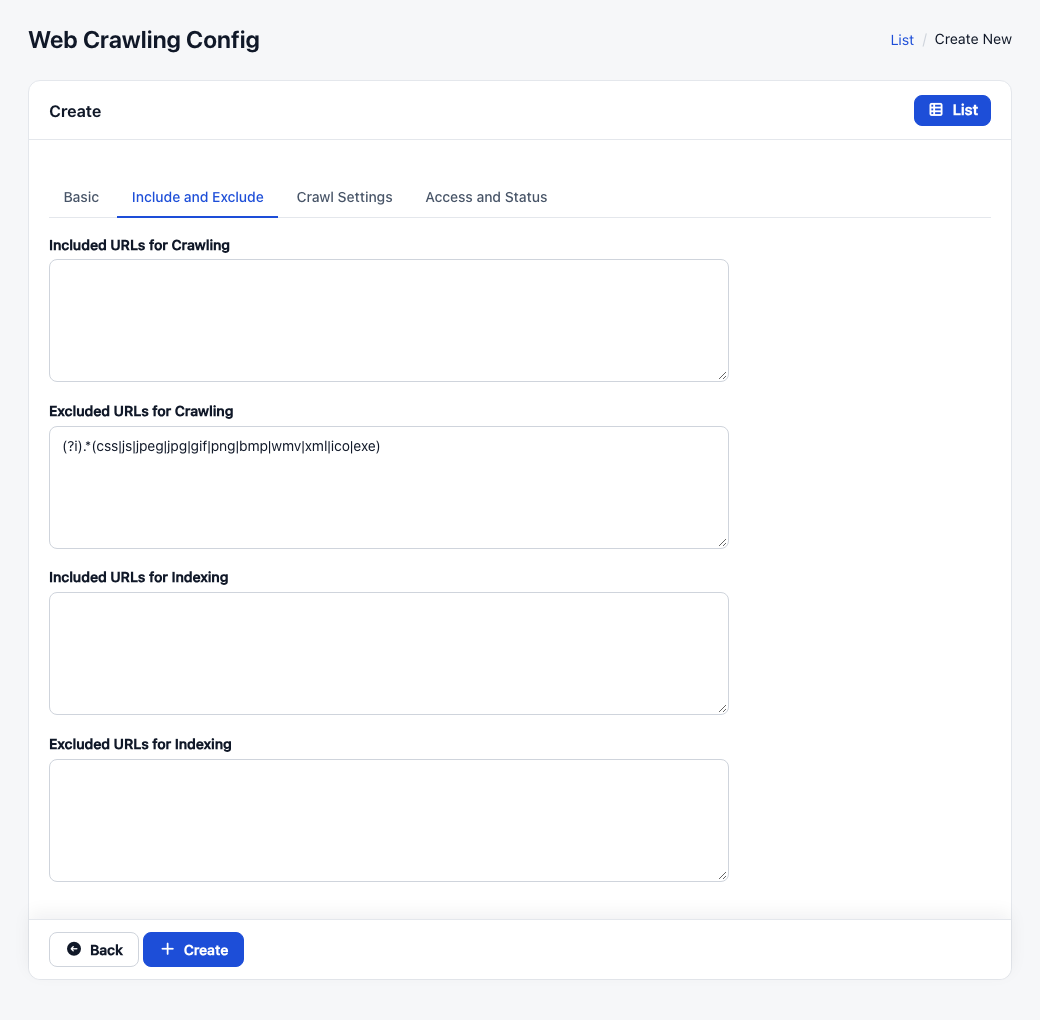 Web Crawling Config
List / Create New
Create
List
Basic
Include and Exclude
Crawl Settings
Access and Status
Included URLs for Crawling
Excluded URLs for Crawling
(?i).*(css|js|jpeg|jpg|gif|png|bmp|wmv|xml|ico|exe)
Included URLs for Indexing
Excluded URLs for Indexing
Back
Create